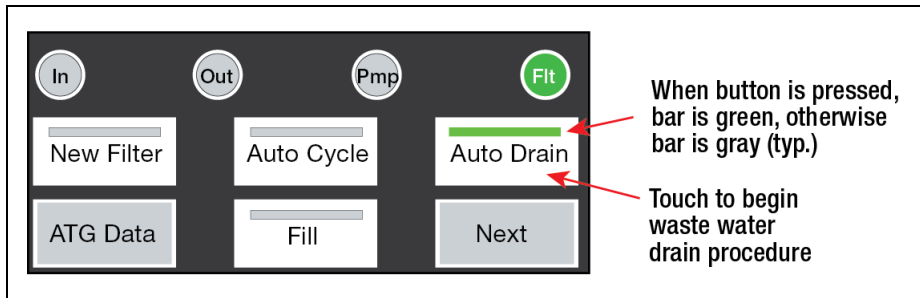 In
Out
Pmp
Flt
New Filter
Auto Cycle
Auto Drain
ATG Data
Fill
Next
When button is pressed,
bar is green, otherwise
bar is gray (typ.)
Touch to begin
waste water
drain procedure